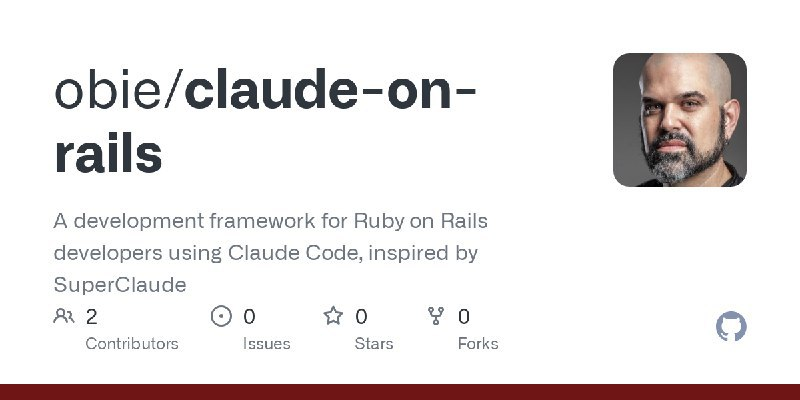 obie/claude-on-
rails
A development framework for Ruby on Rails
developers using Claude Code, inspired by
SuperClaude
2 0 0 0
Contributors Issues Stars Forks